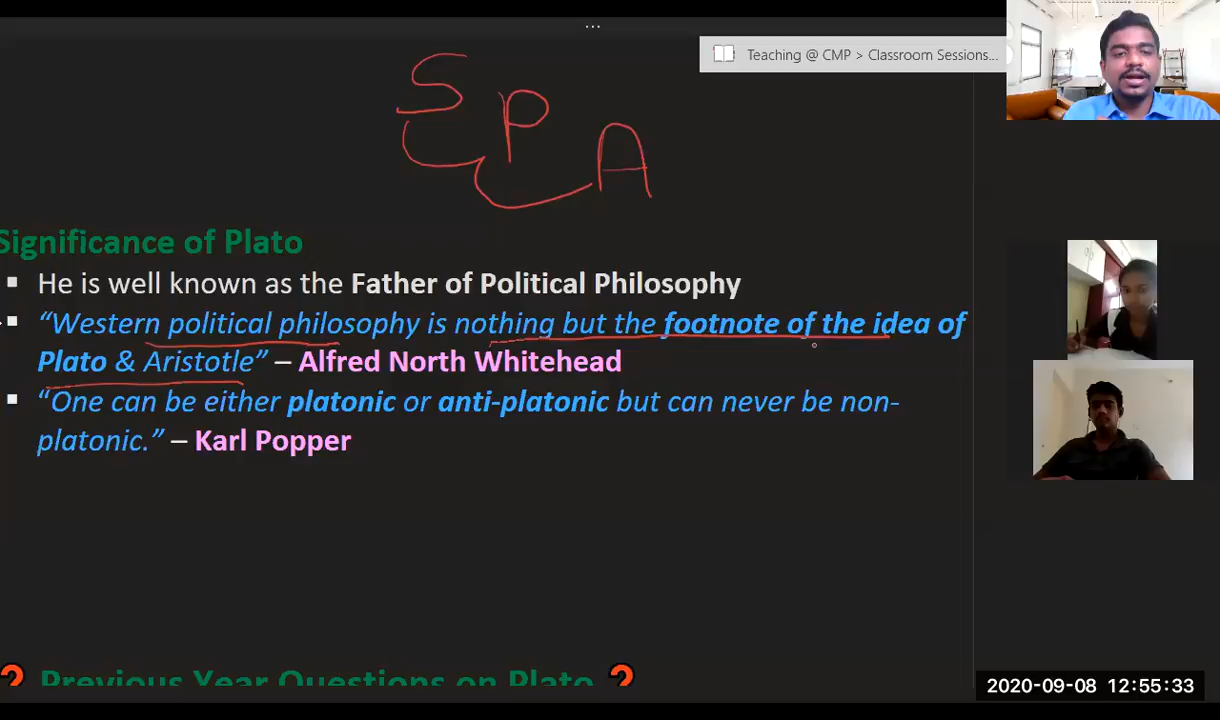 ...
Teaching @ CMP > Classroom Sessions...
S P A
Significance of Plato
▪ He is well known as the Father of Political Philosophy
▪ “Western political philosophy is nothing but the footnote of the idea of
Plato & Aristotle” – Alfred North Whitehead
▪ “One can be either platonic or anti-platonic but can never be non-
platonic.” – Karl Popper
? Previous Year Questions on Plato ?
2020-09-08 12:55:33